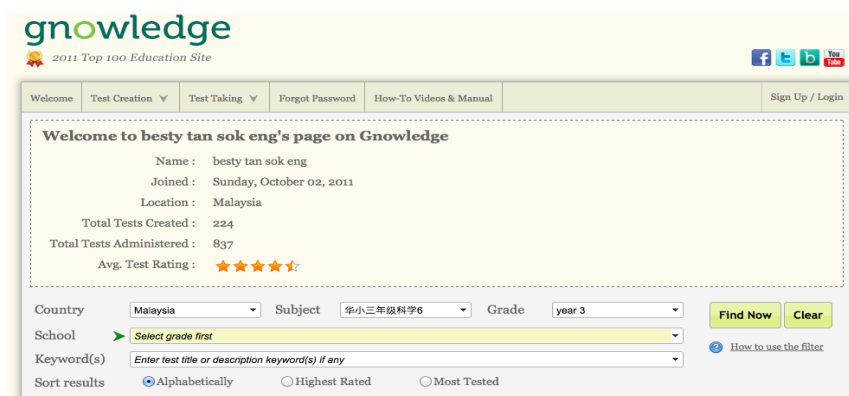 gnowledge
2011 Top 100 Education Site
f t b You Tube
Welcome Test Creation Test Taking Forgot Password How-To Videos & Manual Sign Up / Login
Welcome to besty tan sok eng's page on Gnowledge
Name : besty tan sok eng
Joined : Sunday, October 02, 2011
Location : Malaysia
Total Tests Created : 224
Total Tests Administered : 837
Avg. Test Rating :
Country Malaysia Subject 华小三年级科学6 Grade year 3 Find Now Clear
School Select grade first
? How to use the filter
Keyword(s) Enter test title or description keyword(s) if any
Sort results Alphabetically Highest Rated Most Tested